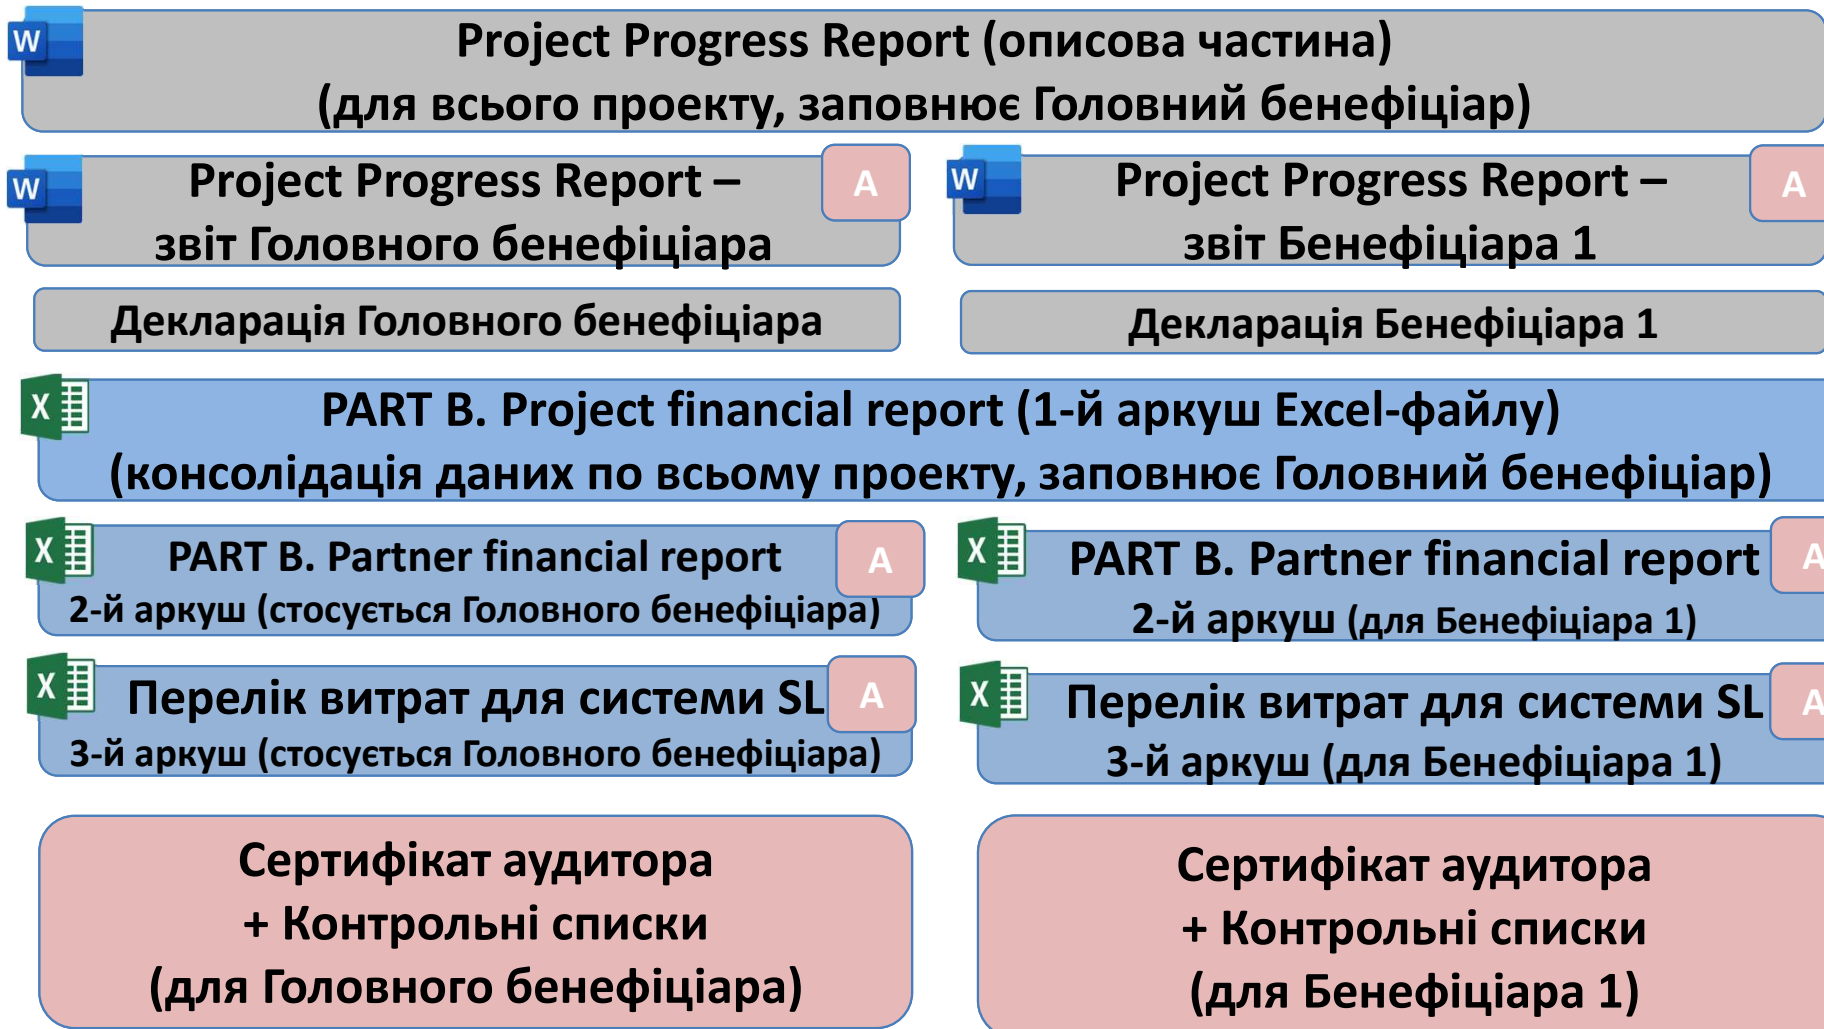 W
Project Progress Report (описова частина)
(для всього проекту, заповнює Головний бенефіціар)
W
Project Progress Report –
звіт Головного бенефіціара
A
W
Project Progress Report –
звіт Бенефіціара 1
A
Декларація Головного бенефіціара
Декларація Бенефіціара 1
X
PART B. Project financial report (1-й аркуш Excel-файлу)
(консолідація даних по всьому проекту, заповнює Головний бенефіціар)
X
PART B. Partner financial report
2-й аркуш (стосується Головного бенефіціара)
A
X
PART B. Partner financial report
2-й аркуш (для Бенефіціара 1)
A
X
Перелік витрат для системи SL
3-й аркуш (стосується Головного бенефіціара)
A
X
Перелік витрат для системи SL
3-й аркуш (для Бенефіціара 1)
A
Сертифікат аудитора
+ Контрольні списки
(для Головного бенефіціара)
Сертифікат аудитора
+ Контрольні списки
(для Бенефіціара 1)